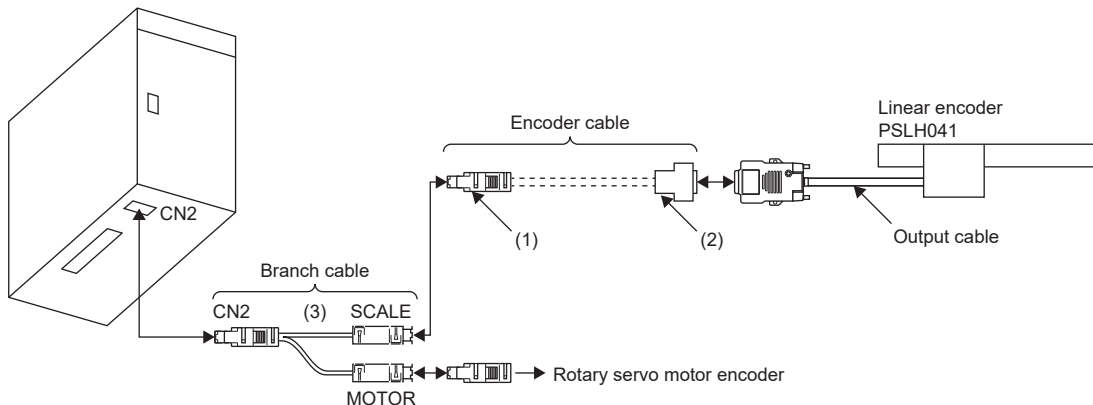 Linear encoder
PSLH041
Encoder cable
CN2
(1)
(2)
Output cable
Branch cable
CN2
(3)
SCALE
Rotary servo motor encoder
MOTOR